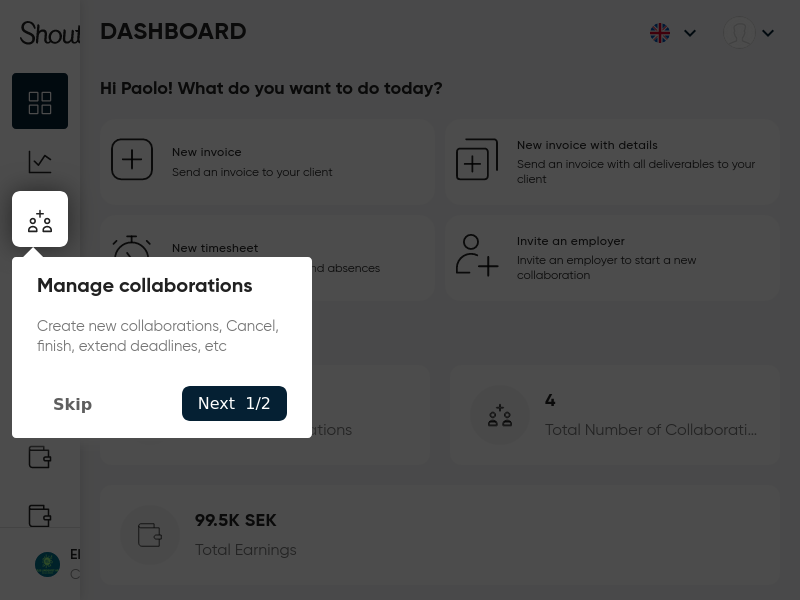 Shout
DASHBOARD
Hi Paolo! What do you want to do today?
New invoice
Send an invoice to your client
New invoice with details
Send an invoice with all deliverables to your
client
New timesheet
absences
Invite an employer
Invite an employer to start a new
collaboration
Manage collaborations
Create new collaborations, Cancel,
finish, extend deadlines, etc
Skip
Next 1/2
4
Total Number of Collaborati...
99.5K SEK
Total Earnings